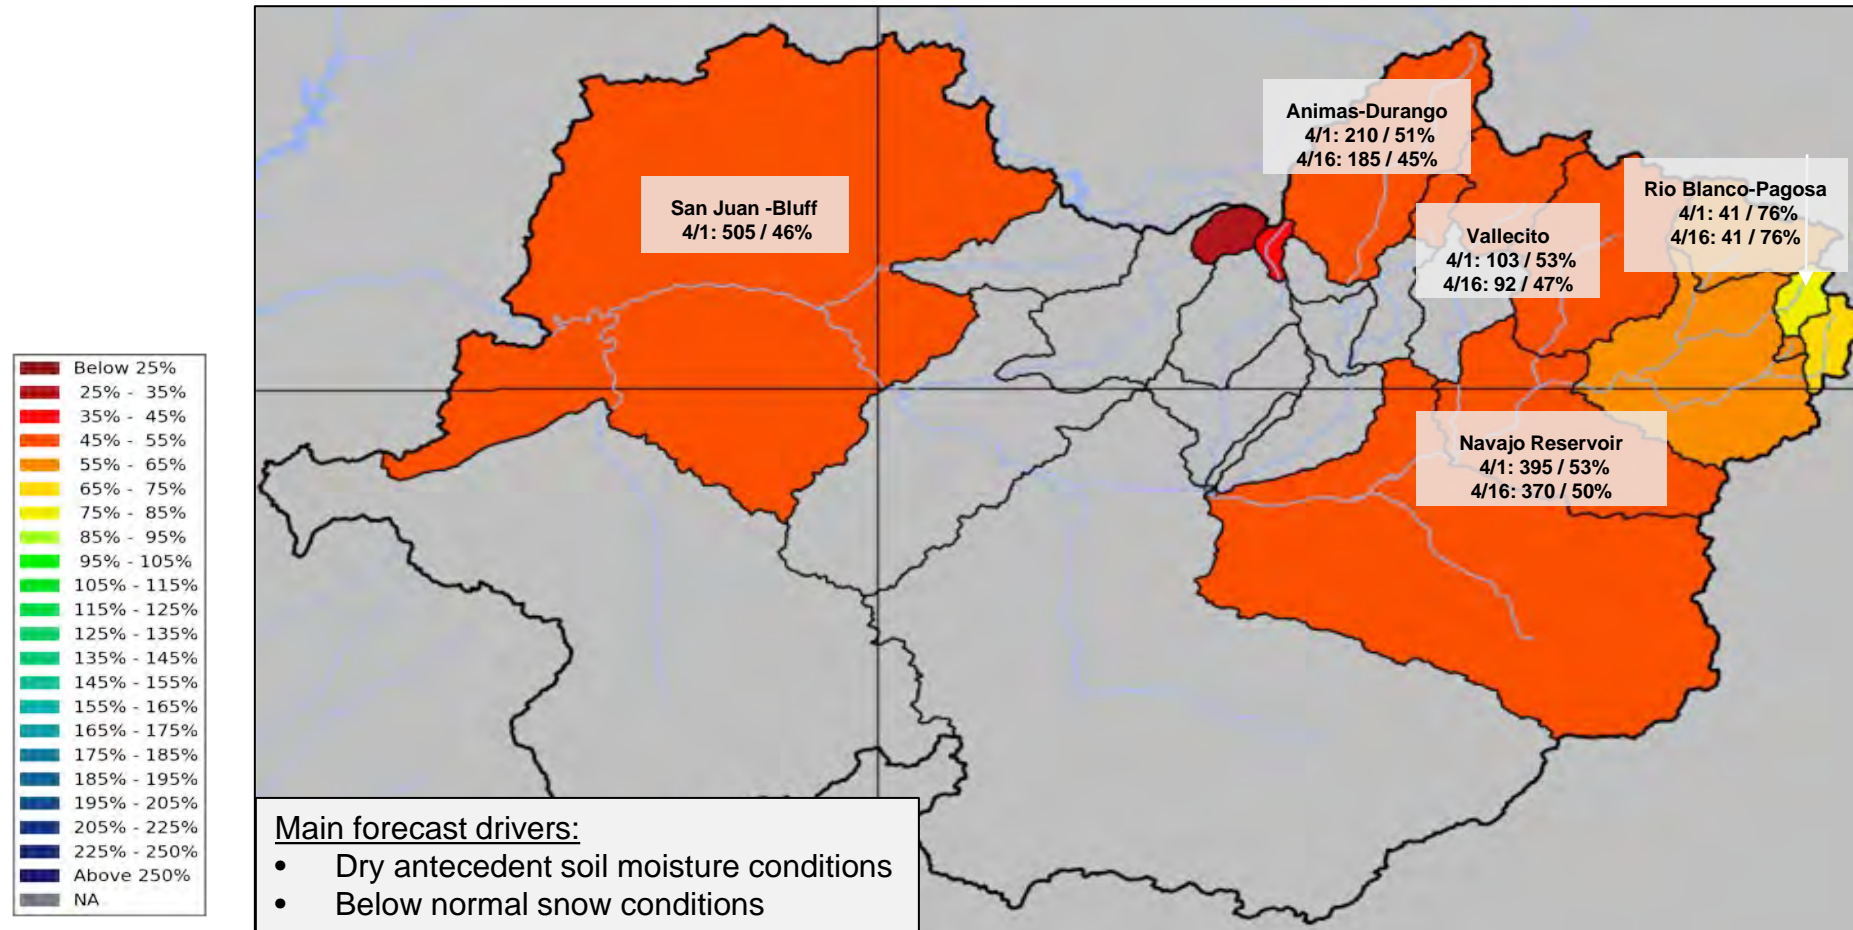 Animas-Durango
4/1: 210 / 51%
4/16: 185 / 45%
Rio Blanco-Pagosa
4/1: 41 / 76%
4/16: 41 / 76%
San Juan -Bluff
4/1: 505 / 46%
Vallecito
4/1: 103 / 53%
4/16: 92 / 47%
Navajo Reservoir
4/1: 395 / 53%
4/16: 370 / 50%
Below 25%
25% - 35%
35% - 45%
45% - 55%
55% - 65%
65% - 75%
75% - 85%
85% - 95%
95% - 105%
105% - 115%
115% - 125%
125% - 135%
135% - 145%
145% - 155%
155% - 165%
165% - 175%
175% - 185%
185% - 195%
195% - 205%
205% - 225%
225% - 250%
Above 250%
NA
Main forecast drivers:
• Dry antecedent soil moisture conditions
• Below normal snow conditions